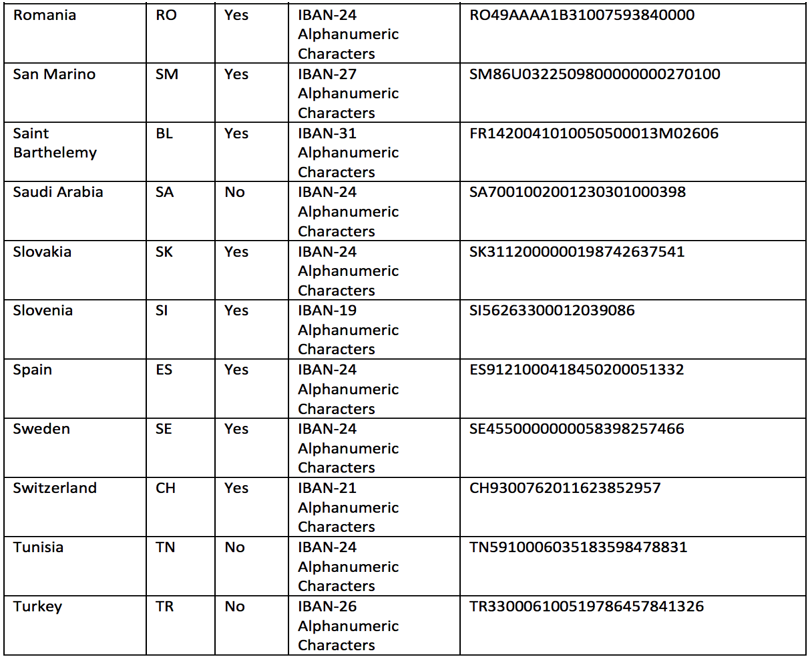 Romania RO Yes IBAN-24 RO49AAAA1B31007593840000
Alphanumeric
Characters
San Marino SM Yes IBAN-27 SM86U0322509800000000270100
Alphanumeric
Characters
Saint BL Yes IBAN-31 FR1420041010050500013M02606
Barthelemy Alphanumeric
Characters
Saudi Arabia SA No IBAN-24 SA7001002001230301000398
Alphanumeric
Characters
Slovakia SK Yes IBAN-24 SK3112000000198742637541
Alphanumeric
Characters
Slovenia SI Yes IBAN-19 SI56263300012039086
Alphanumeric
Characters
Spain ES Yes IBAN-24 ES9121000418450200051332
Alphanumeric
Characters
Sweden SE Yes IBAN-24 SE4550000000058398257466
Alphanumeric
Characters
Switzerland CH Yes IBAN-21 CH9300762011623852957
Alphanumeric
Characters
Tunisia TN No IBAN-24 TN5910006035183598478831
Alphanumeric
Characters
Turkey TR No IBAN-26 TR330006100519786457841326
Alphanumeric
Characters